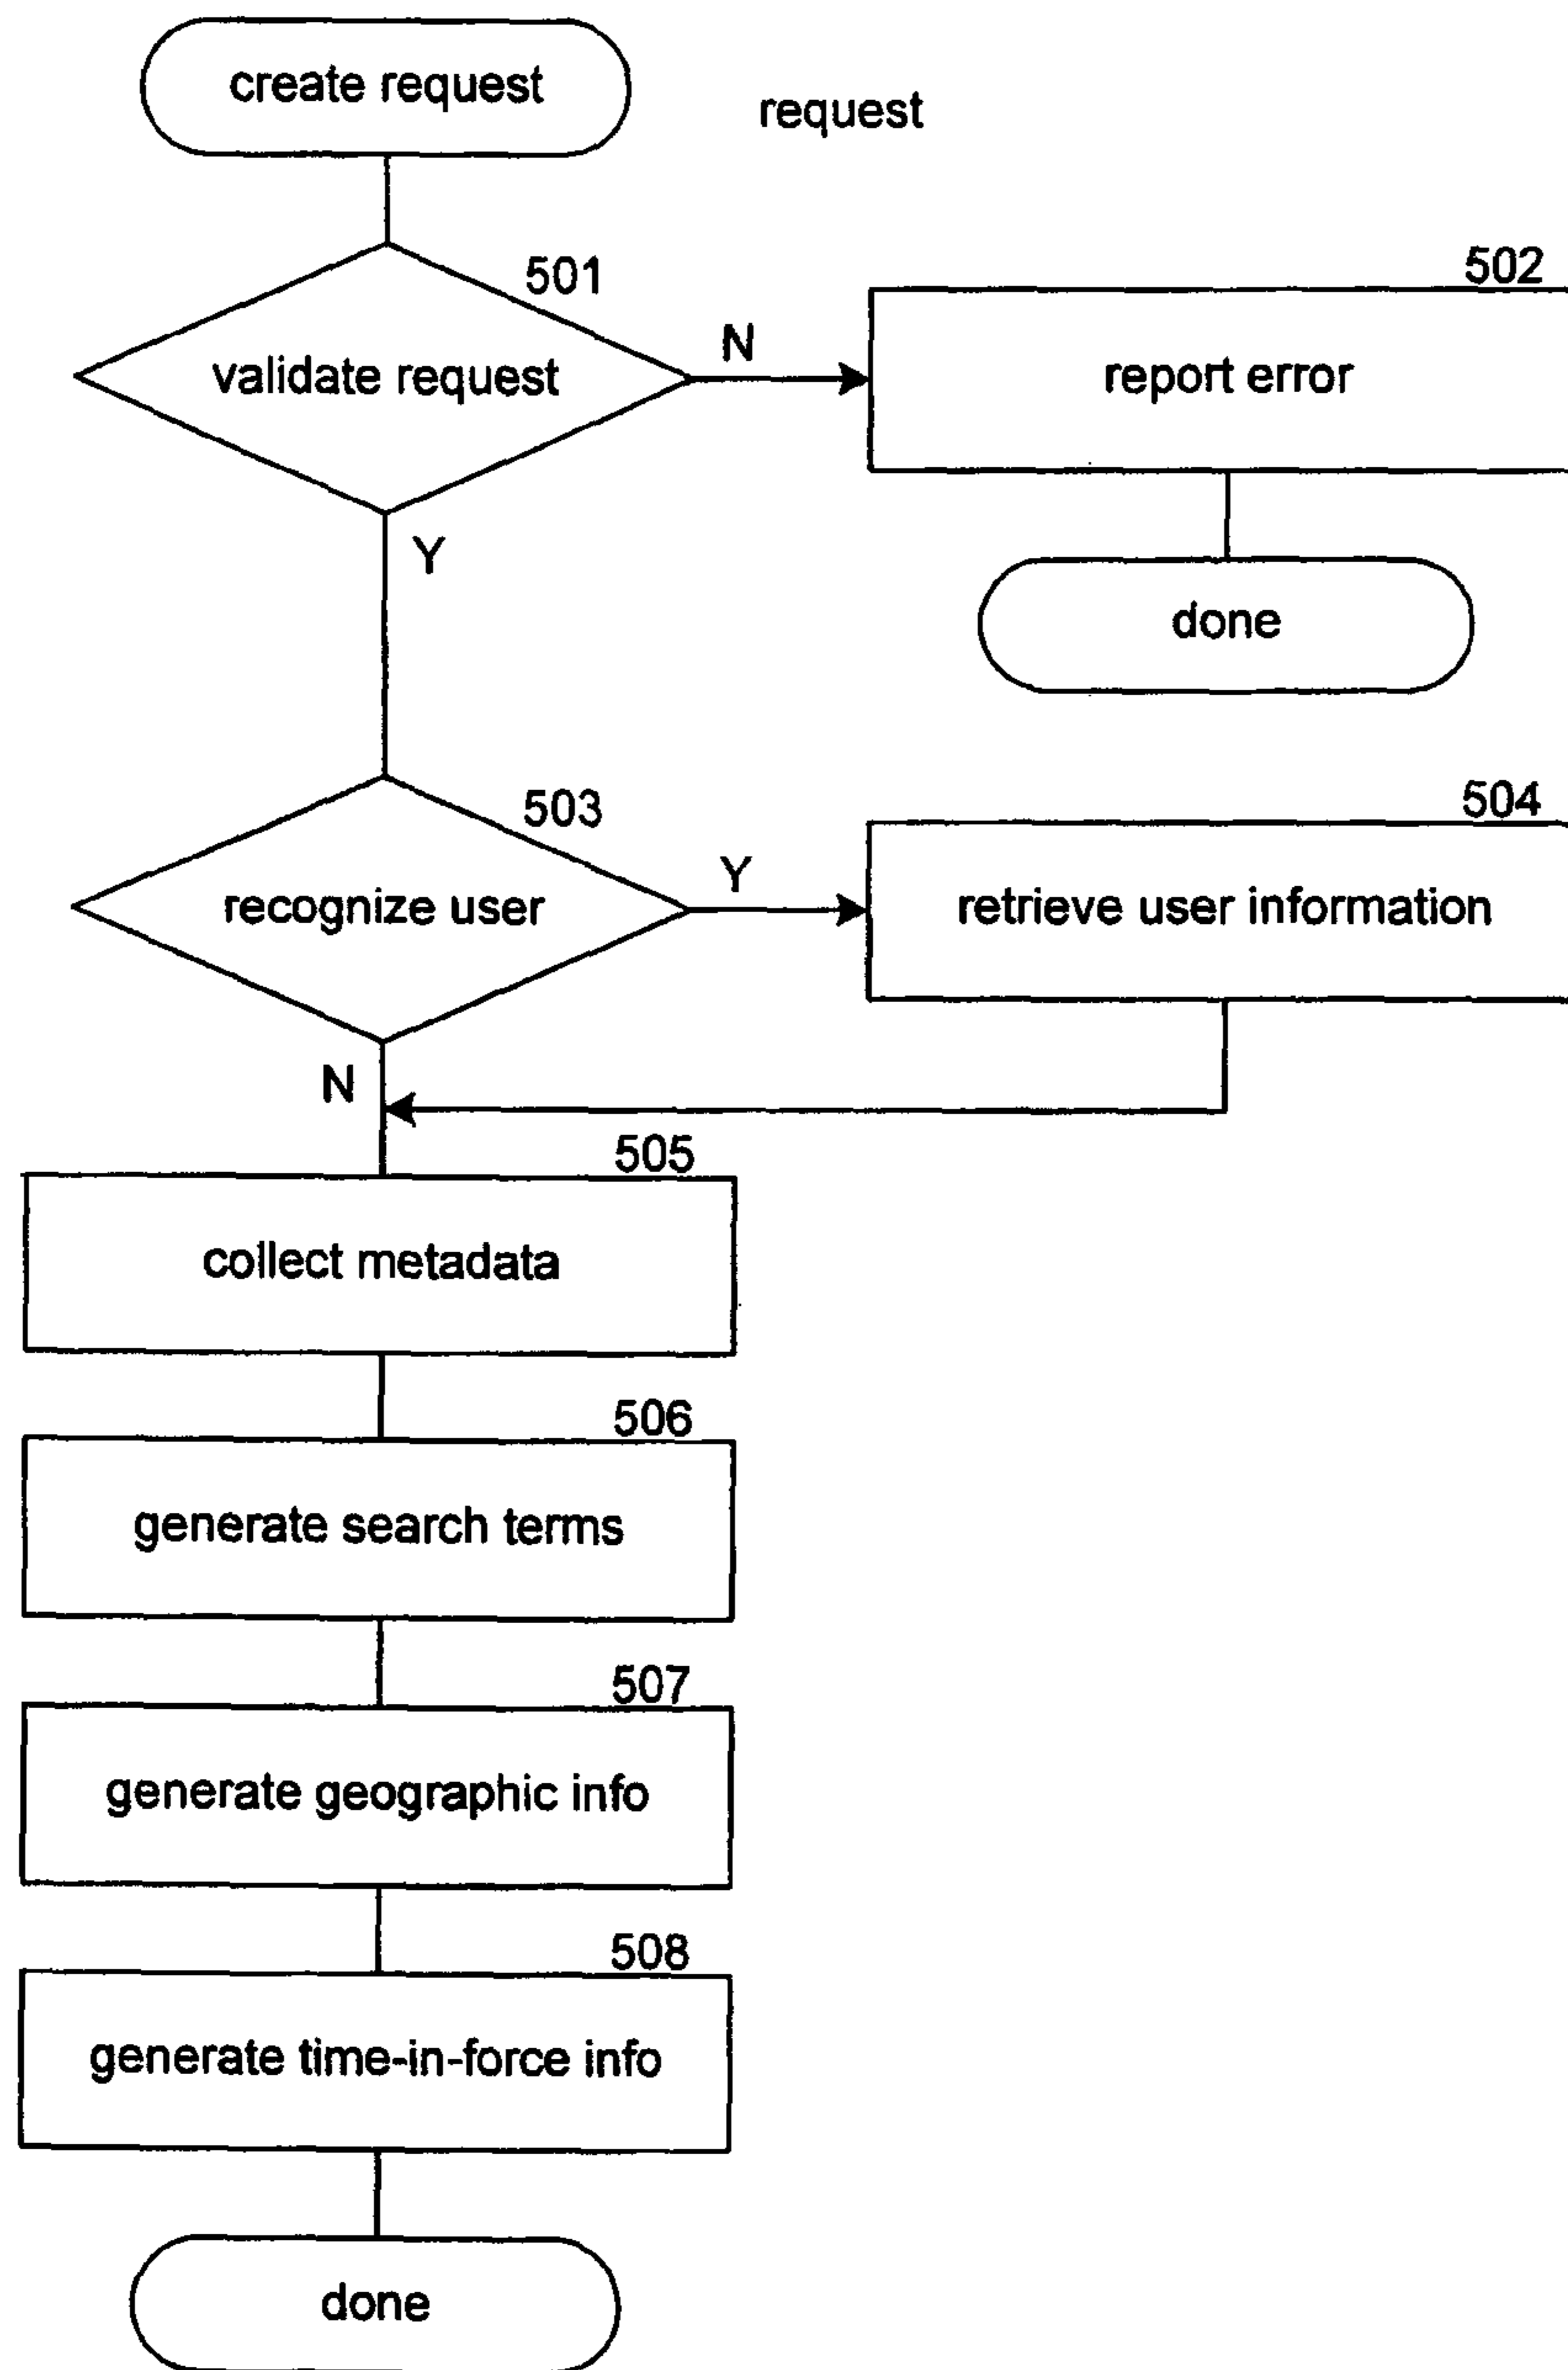 create request
request
501
validate request
N
502
report error
Y
done
503
recognize user
Y
504
retrieve user information
N
505
collect metadata
506
generate search terms
507
generate geographic info
508
generate time-in-force info
done